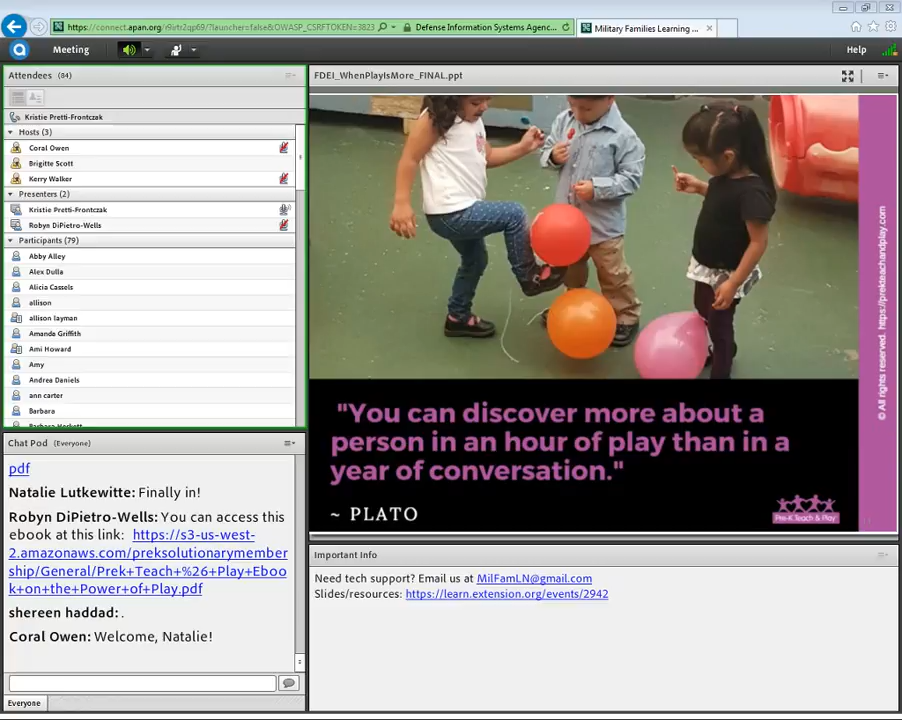 https://connect.apan.org/r9irtr2qp69/?launcher=false&OWASP_CSRFTOKEN=3823
Defense Information Systems Agenc...
Military Families Learning ...
Meeting
Help
Attendees (84)
Kristie Pretti-Frontczak
Hosts (3)
Coral Owen
Brigitte Scott
Kerry Walker
Presenters (2)
Kristie Pretti-Frontczak
Robyn DiPietro-Wells
Participants (79)
Abby Alley
Alex Dulla
Alicia Cassels
allison
allison layman
Amanda Griffith
Ami Howard
Amy
Andrea Daniels
ann carter
Barbara
Chat Pod (Everyone)
pdf
Natalie Lutkewitte: Finally in!
Robyn DiPietro-Wells: You can access this
ebook at this link: https://s3-us-west-
2.amazonaws.com/preksolutionarymember
ship/General/Prek+Teach+%26+Play+Eboo
k+on+the+Power+of+Play.pdf
shereen haddad: .
Coral Owen: Welcome, Natalie!
Everyone
FDEI_WhenPlayIsMore_FINAL.ppt
© All rights reserved. https://prekteachandplay.com
"You can discover more about a
person in an hour of play than in a
year of conversation."
~ PLATO
Pre-K Teach & Play
Important Info
Need tech support? Email us at MilFamLN@gmail.com
Slides/resources: https://learn.extension.org/events/2942